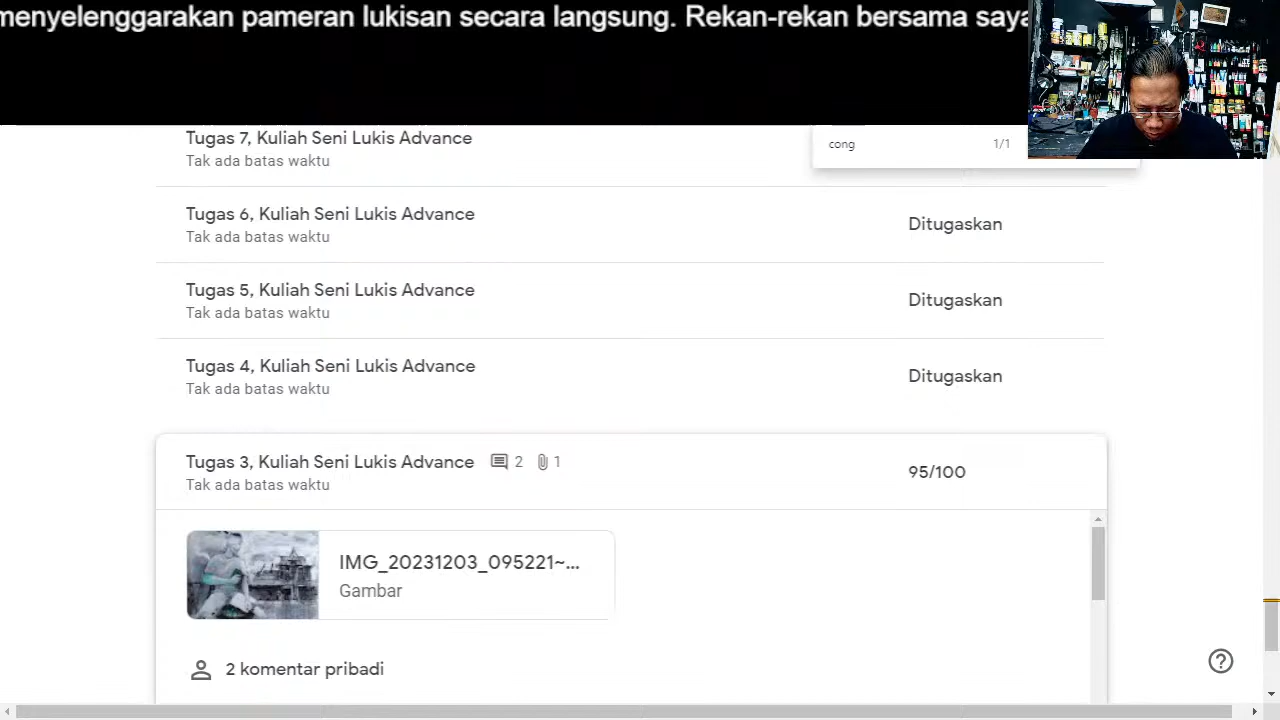 menyelenggarakan pameran lukisan secara langsung. Rekan-rekan bersama saya
Tugas 7, Kuliah Seni Lukis Advance
Tak ada batas waktu
cong 1/1
Tugas 6, Kuliah Seni Lukis Advance
Tak ada batas waktu
Ditugaskan
Tugas 5, Kuliah Seni Lukis Advance
Tak ada batas waktu
Ditugaskan
Tugas 4, Kuliah Seni Lukis Advance
Tak ada batas waktu
Ditugaskan
Tugas 3, Kuliah Seni Lukis Advance 2 1
Tak ada batas waktu
95/100
IMG_20231203_095221~...
Gambar
2 komentar pribadi